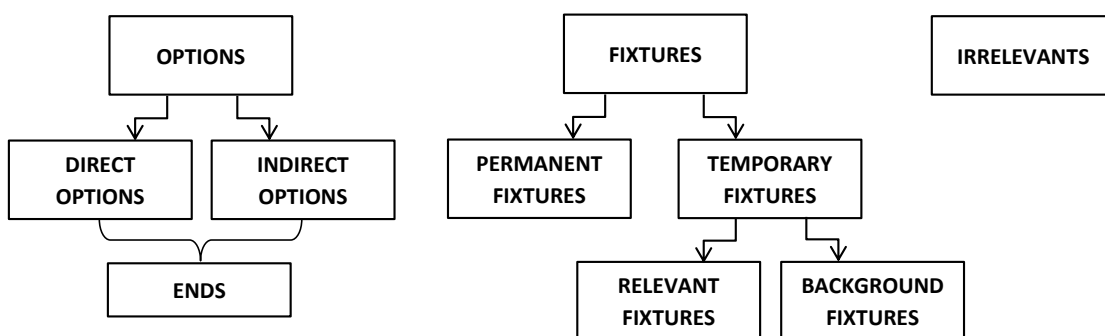 OPTIONS
FIXTURES
IRRELEVANTS
DIRECT
OPTIONS
INDIRECT
OPTIONS
PERMANENT
FIXTURES
TEMPORARY
FIXTURES
ENDS
RELEVANT
FIXTURES
BACKGROUND
FIXTURES